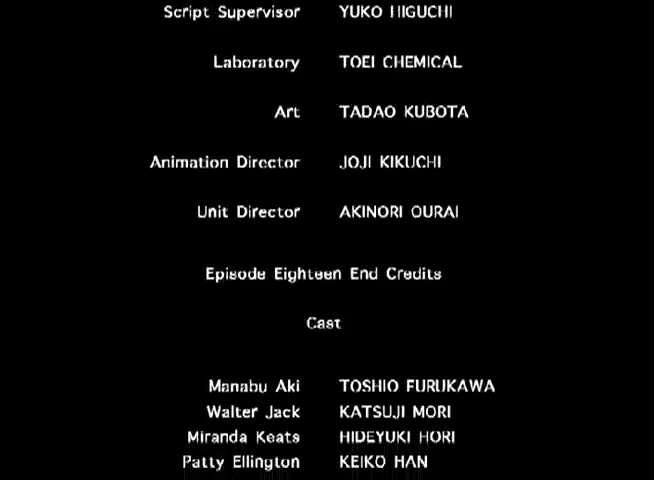 Script Supervisor YUKO HIGUCHI
Laboratory TOEI CHEMICAL
Art TADAO KUBOTA
Animation Director JOJI KIKUCHI
Unit Director AKINORI OURAI
Episode Eighteen End Credits
Cast
Manabu Aki TOSHIO FURUKAWA
Walter Jack KATSUJI MORI
Miranda Keats HIDEYUKI HORI
Patty Ellington KEIKO HAN